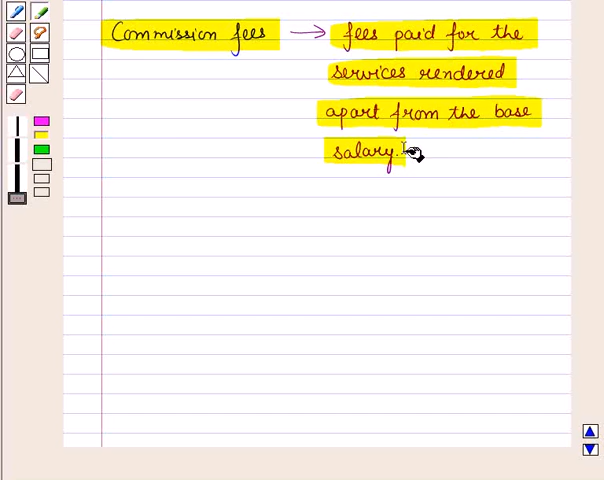 Commission fees → fees paid for the
services rendered
apart from the base
salary.